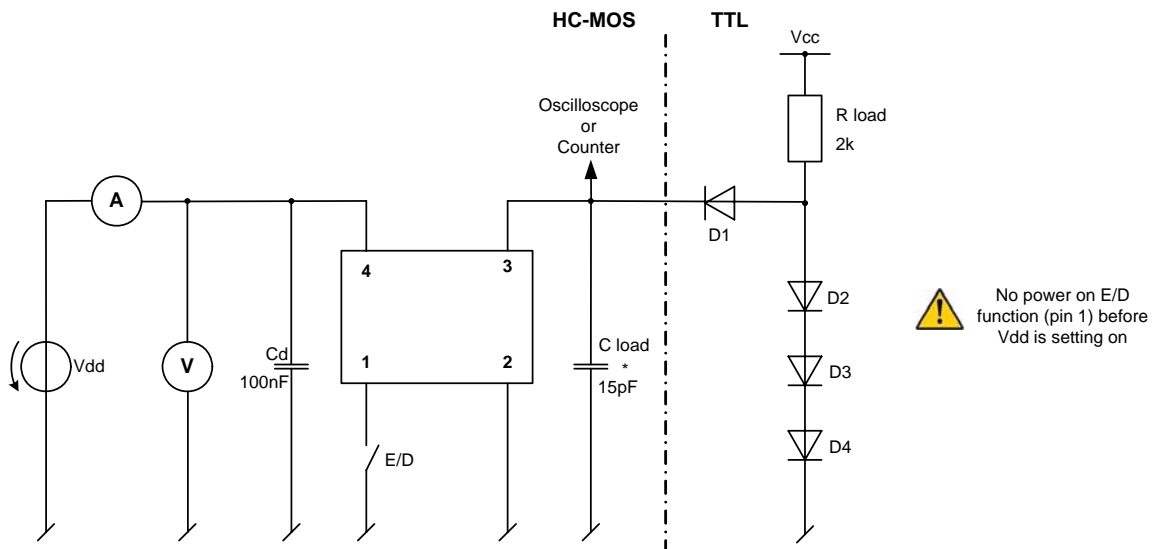 HC-MOS
TTL
Vcc
Oscilloscope
or
Counter
R load
2k
A
D1
4
3
D2
No power on E/D
function (pin 1) before
Vdd is setting on
Vdd
V
Cd
100nF
1
2
C load
*
15pF
D3
E/D
D4